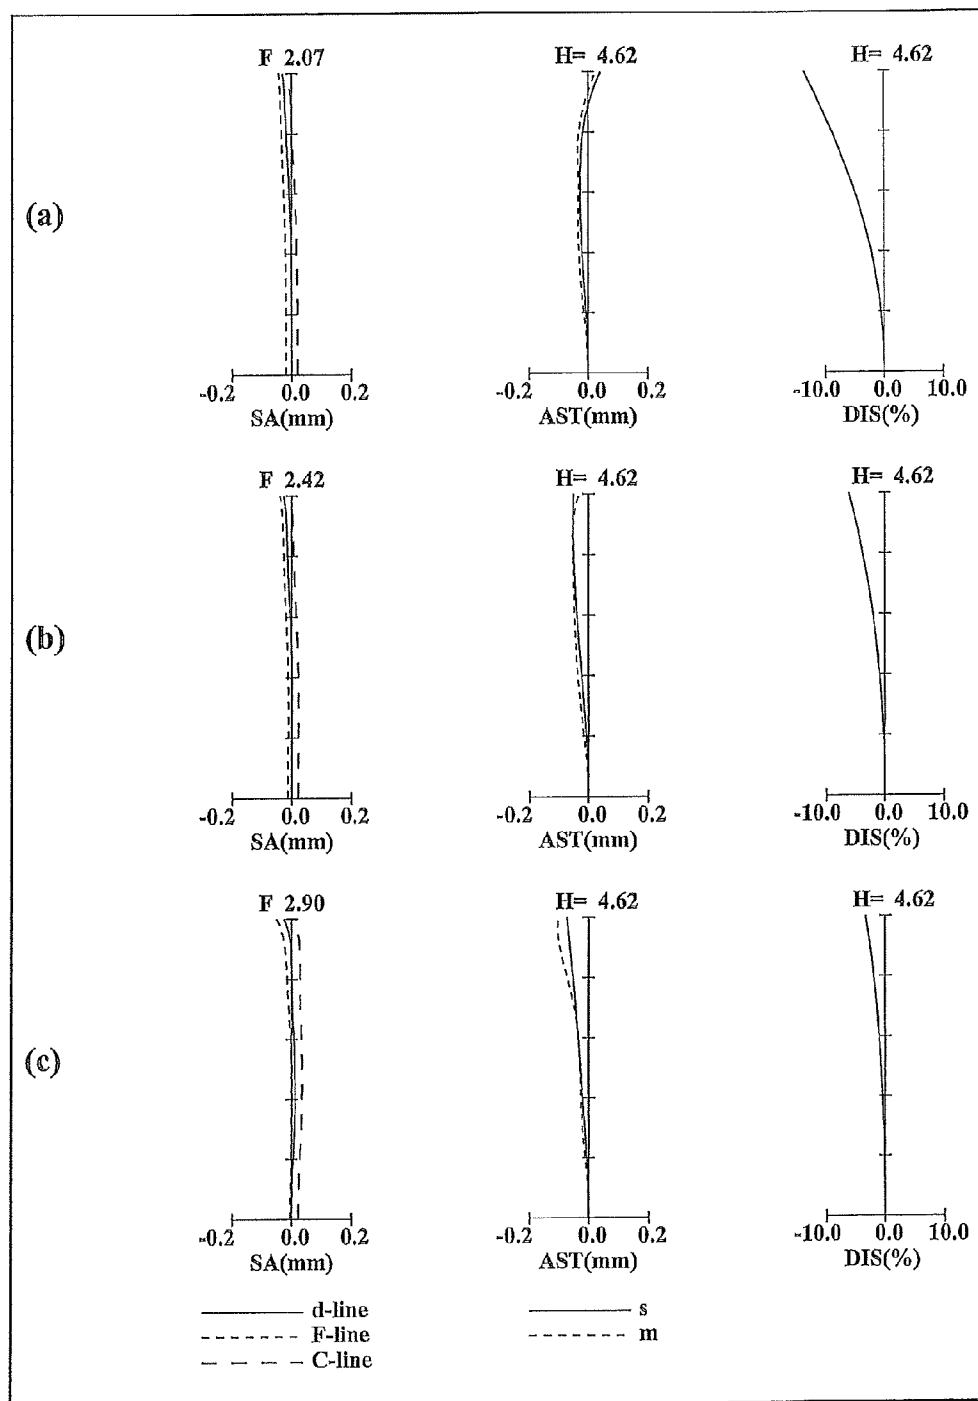 F 2.07 H= 4.62 H= 4.62
(a)
-0.2 0.0 0.2 -0.2 0.0 0.2 -10.0 0.0 10.0
SA(mm) AST(mm) DIS(%)
F 2.42 H= 4.62 H= 4.62
(b)
-0.2 0.0 0.2 -0.2 0.0 0.2 -10.0 0.0 10.0
SA(mm) AST(mm) DIS(%)
F 2.90 H= 4.62 H= 4.62
(c)
-0.2 0.0 0.2 -0.2 0.0 0.2 -10.0 0.0 10.0
SA(mm) AST(mm) DIS(%)
d-line s
F-line m
C-line